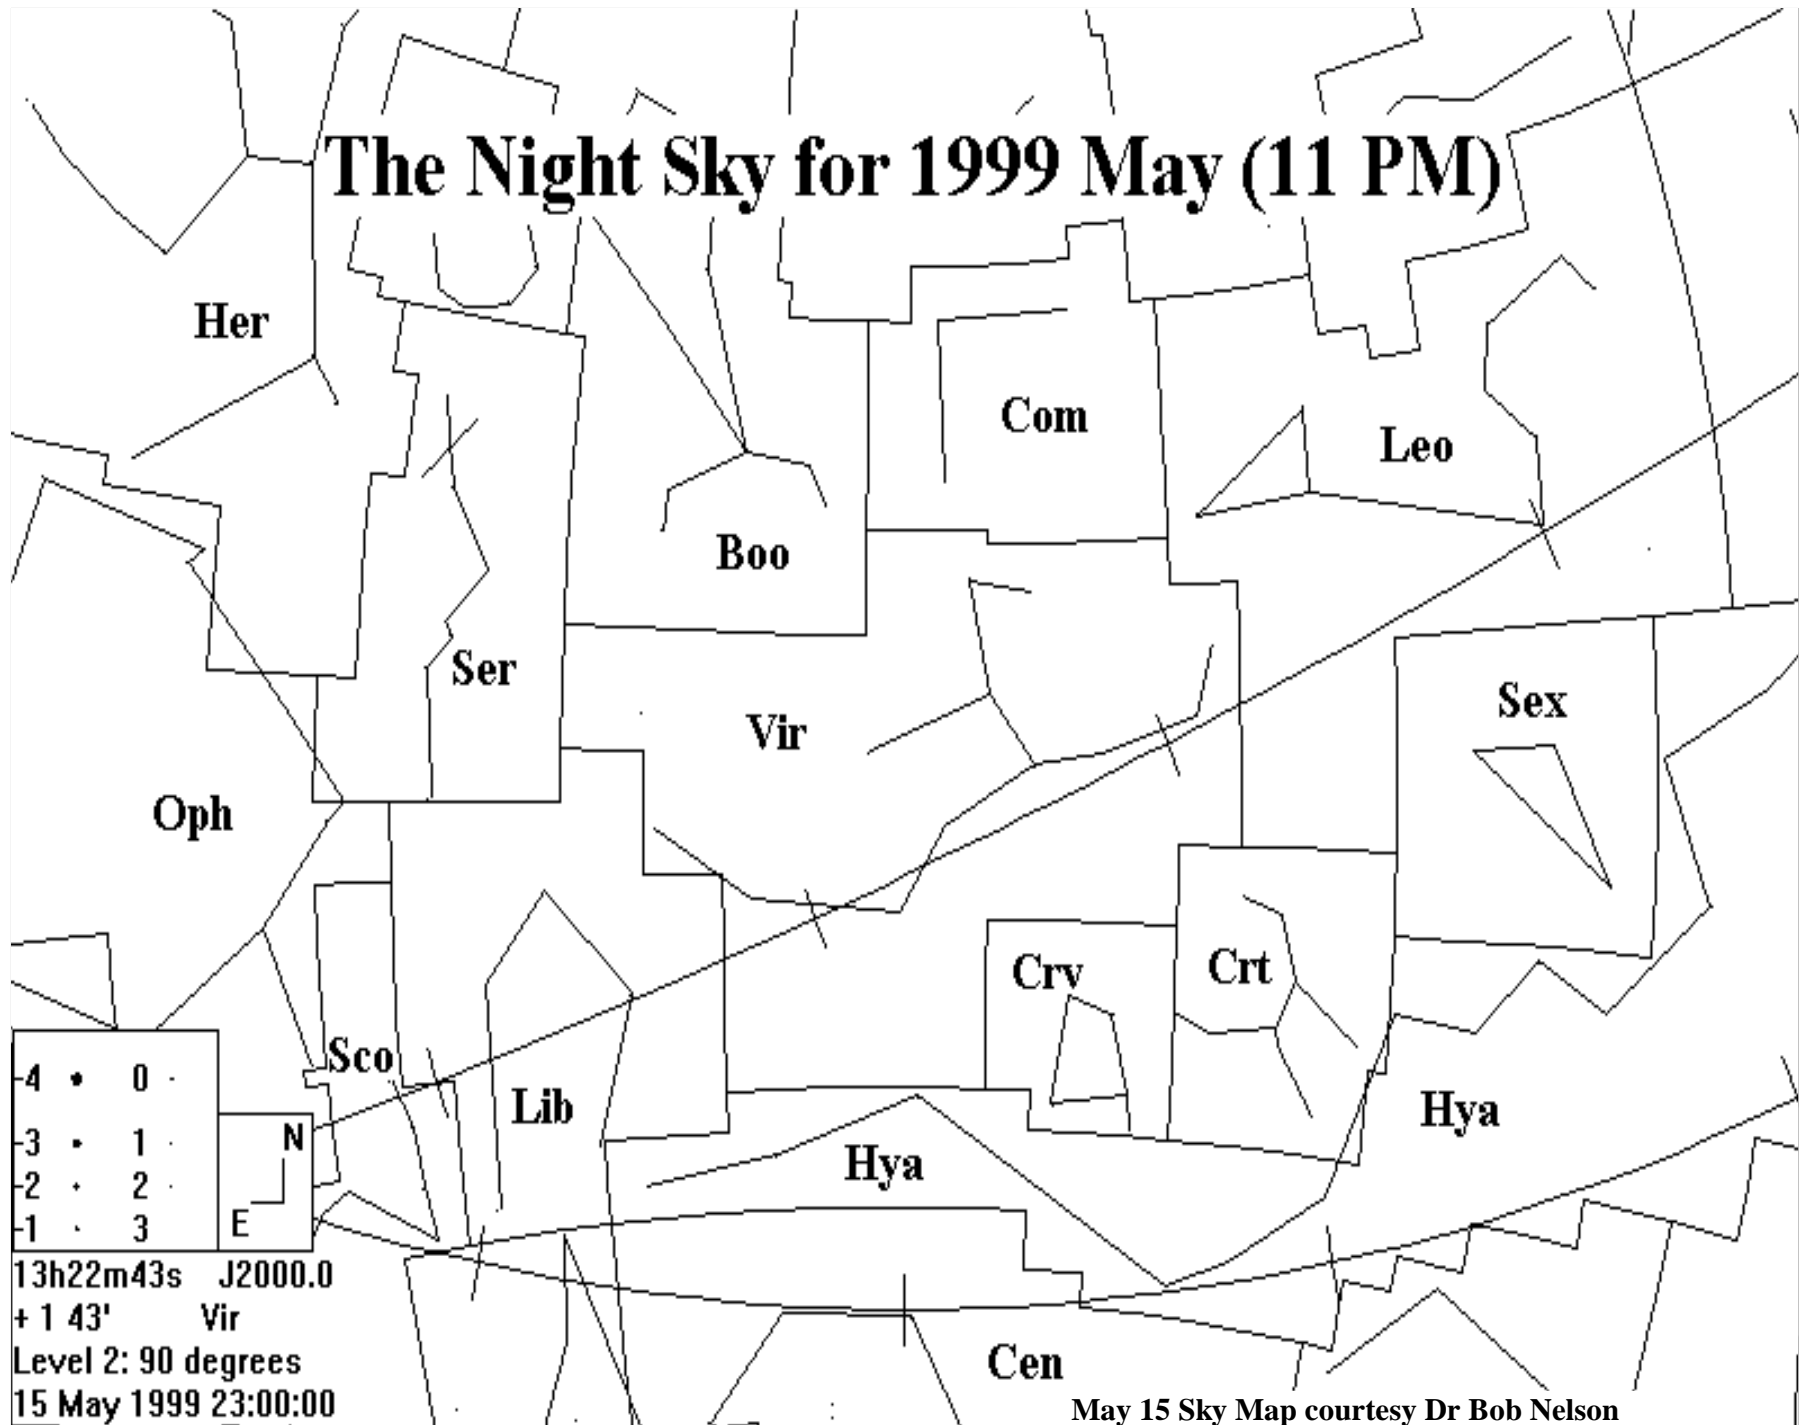 The Night Sky for 1999 May (11 PM)
Her
Com
Leo
Boo
Ser
Sex
Vir
Oph
Crv
Crt
Sco
Lib
Hya
Hya
-4 0
-3 1
-2 2
-1 3
N
E
13h22m43s J2000.0
+ 1 43' Vir
Level 2: 90 degrees
15 May 1999 23:00:00
Cen
May 15 Sky Map courtesy Dr Bob Nelson